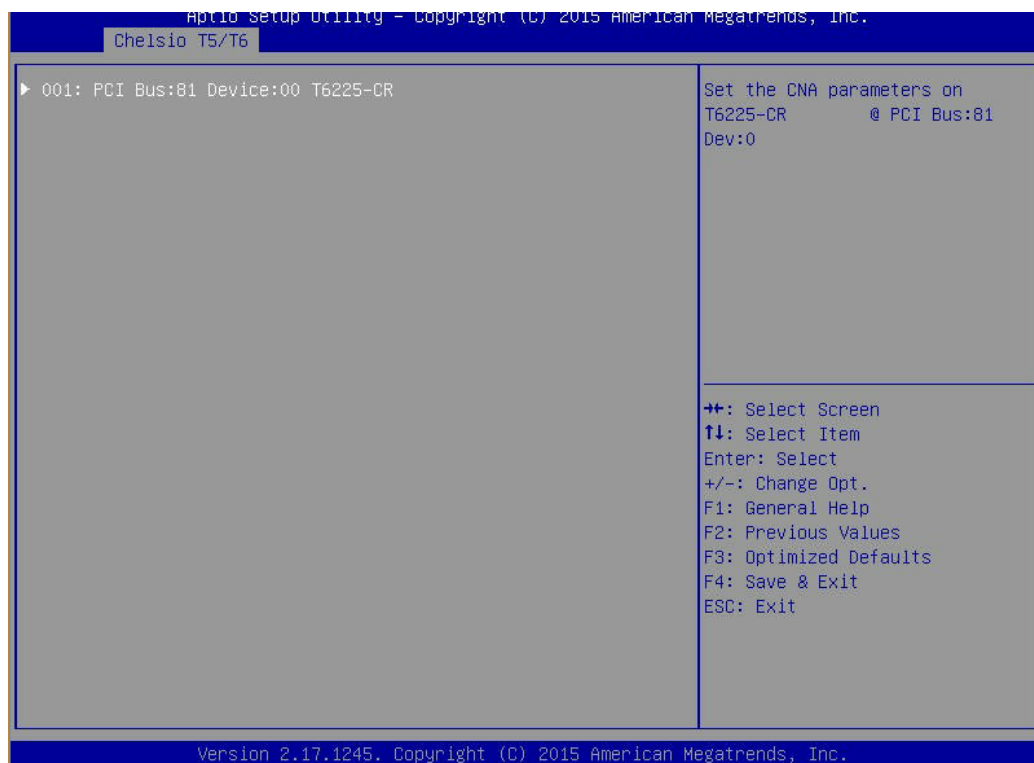 Aptio Setup Utility – Copyright (C) 2015 American Megatrends, Inc.
Chelsio T5/T6
001: PCI Bus:81 Device:00 T6225-CR
Set the CNA parameters on
T6225-CR @ PCI Bus:81
Dev:0
→←: Select Screen
↑↓: Select Item
Enter: Select
+/-: Change Opt.
F1: General Help
F2: Previous Values
F3: Optimized Defaults
F4: Save & Exit
ESC: Exit
Version 2.17.1245. Copyright (C) 2015 American Megatrends, Inc.